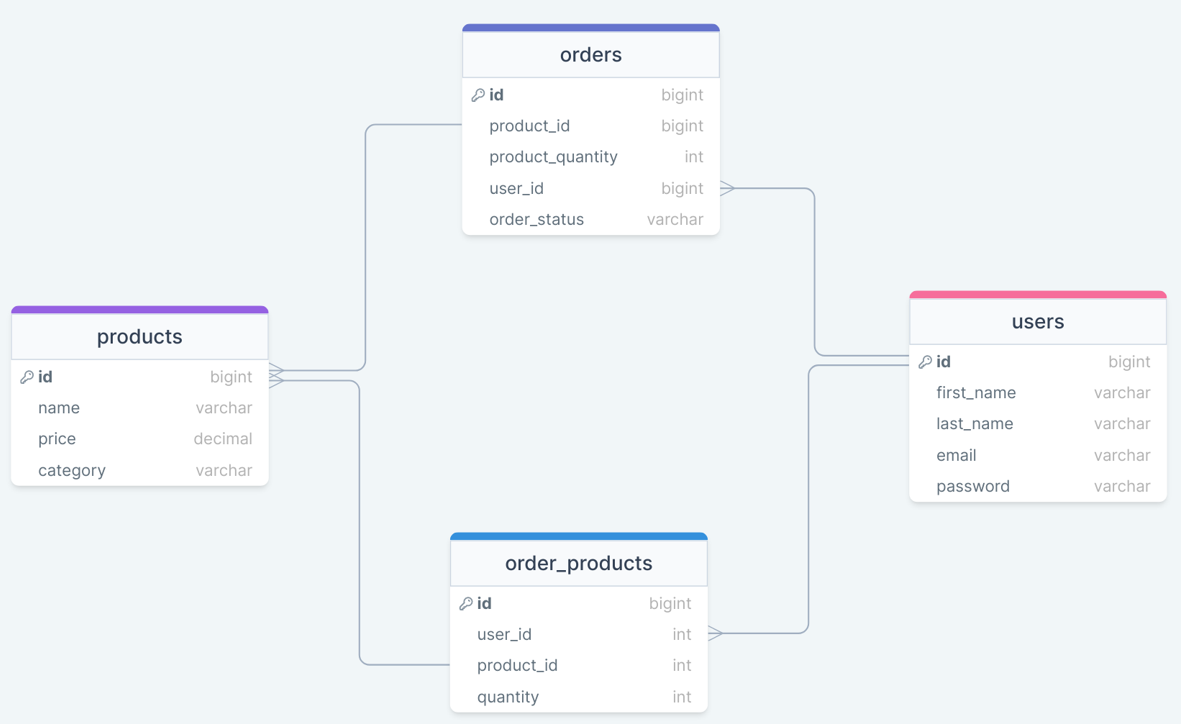 orders
id bigint
product_id bigint
product_quantity int
user_id bigint
order_status varchar
products
id bigint
name varchar
price decimal
category varchar
users
id bigint
first_name varchar
last_name varchar
email varchar
password varchar
order_products
id bigint
user_id int
product_id int
quantity int